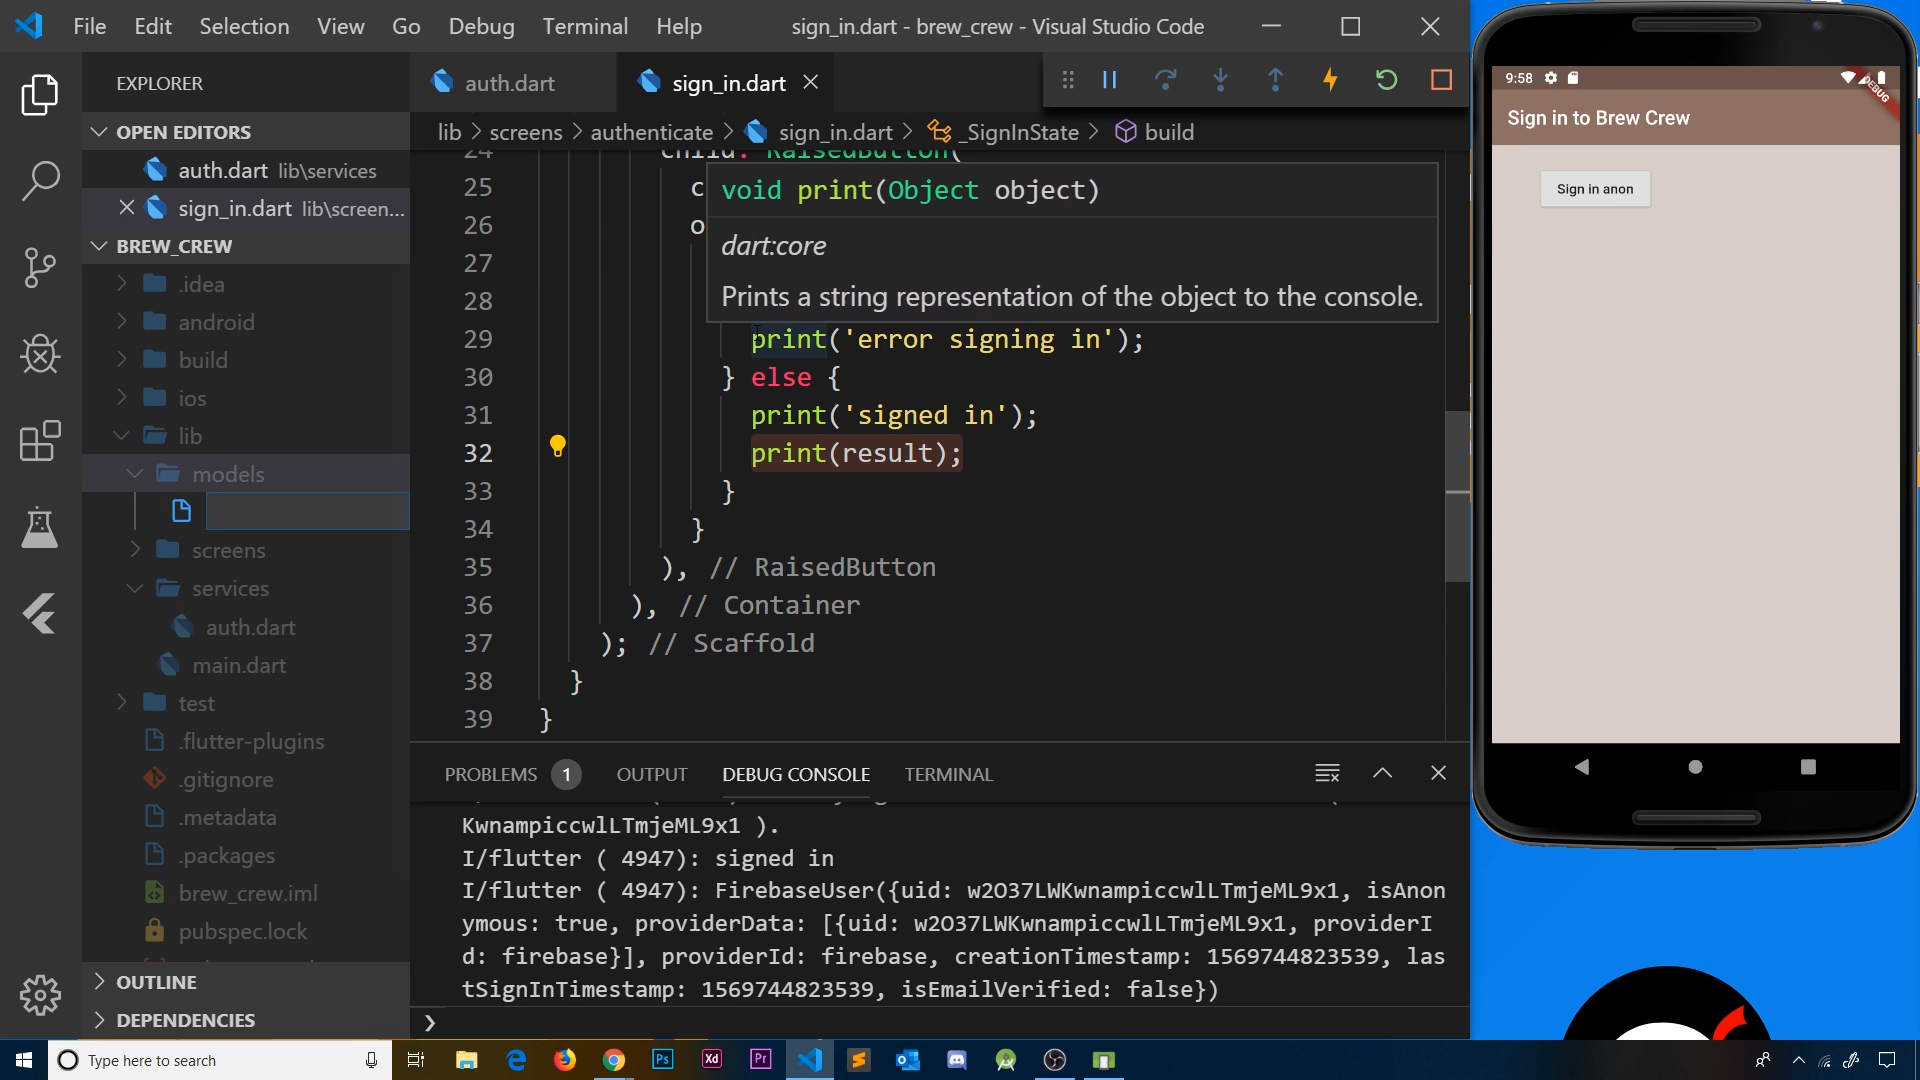 File Edit Selection View Go Debug Terminal Help sign_in.dart - brew_crew - Visual Studio Code
EXPLORER
auth.dart sign_in.dart
OPEN EDITORS
auth.dart lib\services
sign_in.dart lib\screen...
BREW_CREW
.idea
android
build
ios
lib
models
screens
services
auth.dart
main.dart
test
.flutter-plugins
.gitignore
.metadata
.packages
brew_crew.iml
pubspec.lock
OUTLINE
DEPENDENCIES
lib > screens > authenticate > sign_in.dart > _SignInState > build
24 child: RaisedButton(
25 c
26 o
27
28
void print(Object object)
dart:core
Prints a string representation of the object to the console.
29 print('error signing in');
30 } else {
31 print('signed in');
32 print(result);
33 }
34 }
35 ), // RaisedButton
36 ), // Container
37 ); // Scaffold
38 }
39 }
PROBLEMS 1 OUTPUT DEBUG CONSOLE TERMINAL
KwnampiccwlLTmjeML9x1 ).
I/flutter ( 4947): signed in
I/flutter ( 4947): FirebaseUser({uid: w2O37LWKwnampiccwlLTmjeML9x1, isAnon
ymous: true, providerData: [{uid: w2O37LWKwnampiccwlLTmjeML9x1, providerI
d: firebase}], providerId: firebase, creationTimestamp: 1569744823539, las
tSignInTimestamp: 1569744823539, isEmailVerified: false})
9:58
DEBUG
Sign in to Brew Crew
Sign in anon
Type here to search
Ps Xd Pr